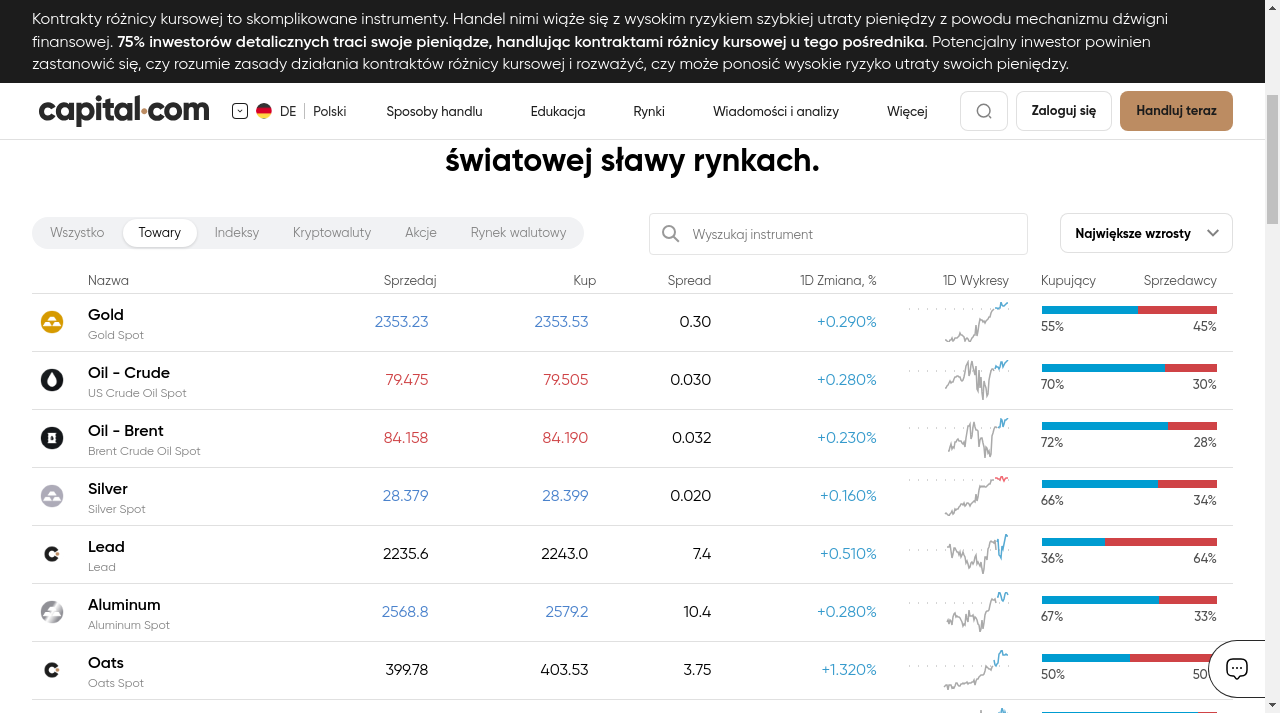 Kontrakty różnicy kursowej to skomplikowane instrumenty. Handel nimi wiąże się z wysokim ryzykiem szybkiej utraty pieniędzy z powodu mechanizmu dźwigni
finansowej. 75% inwestorów detalicznych traci swoje pieniądze, handlując kontraktami różnicy kursowej u tego pośrednika. Potencjalny inwestor powinien
zastanowić się, czy rozumie zasady działania kontraktów różnicy kursowej i rozważyć, czy może ponosić wysokie ryzyko utraty swoich pieniędzy.
capital.com DE Polski Sposoby handlu Edukacja Rynki Wiadomości i analizy Więcej Zaloguj się Handluj teraz
światowej sławy rynkach.
Wszystko Towary Indeksy Kryptowaluty Akcje Rynek walutowy Wyszukaj instrument Największe wzrosty
Nazwa Sprzedaj Kup Spread 1D Zmiana, % 1D Wykresy Kupujący Sprzedawcy
Gold 2353.23 2353.53 0.30 +0.290% 55% 45%
Gold Spot
Oil - Crude 79.475 79.505 0.030 +0.280% 70% 30%
US Crude Oil Spot
Oil - Brent 84.158 84.190 0.032 +0.230% 72% 28%
Brent Crude Oil Spot
Silver 28.379 28.399 0.020 +0.160% 66% 34%
Silver Spot
Lead 2235.6 2243.0 7.4 +0.510% 36% 64%
Lead
Aluminum 2568.8 2579.2 10.4 +0.280% 67% 33%
Aluminum Spot
Oats 399.78 403.53 3.75 +1.320% 50% 50
Oats Spot